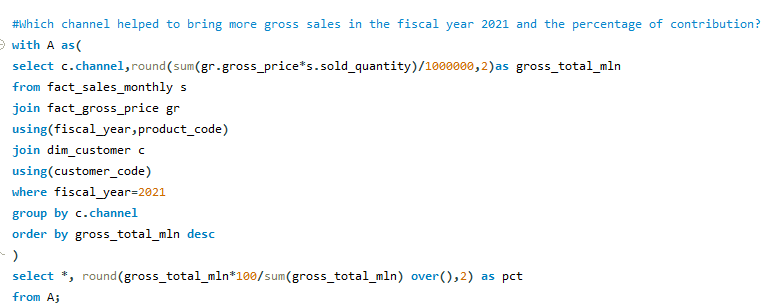 #Which channel helped to bring more gross sales in the fiscal year 2021 and the percentage of contribution?
with A as(
select c.channel,round(sum(gr.gross_price*s.sold_quantity)/1000000,2)as gross_total_mln
from fact_sales_monthly s
join fact_gross_price gr
using(fiscal_year,product_code)
join dim_customer c
using(customer_code)
where fiscal_year=2021
group by c.channel
order by gross_total_mln desc
)
select *, round(gross_total_mln*100/sum(gross_total_mln) over(),2) as pct
from A;